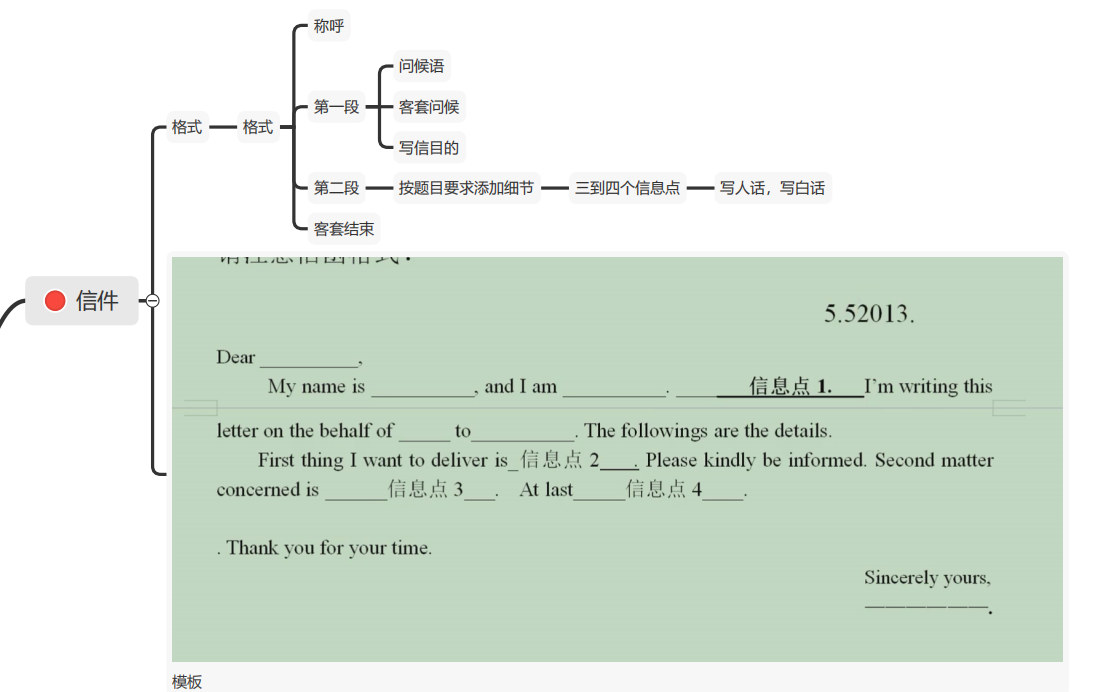 称呼
问候语
第一段
客套问候
格式
格式
写信目的
第二段
按题目要求添加细节
三到四个信息点
写人话，写白话
客套结束
信件
5.52013.
Dear __________,
My name is __________, and I am __________. ____信息点 1.___I'm writing this
letter on the behalf of _____ to__________. The followings are the details.
First thing I want to deliver is_信息点 2____. Please kindly be informed. Second matter
concerned is ______信息点 3___. At last_____信息点 4____.
. Thank you for your time.
Sincerely yours,
——————.
模板